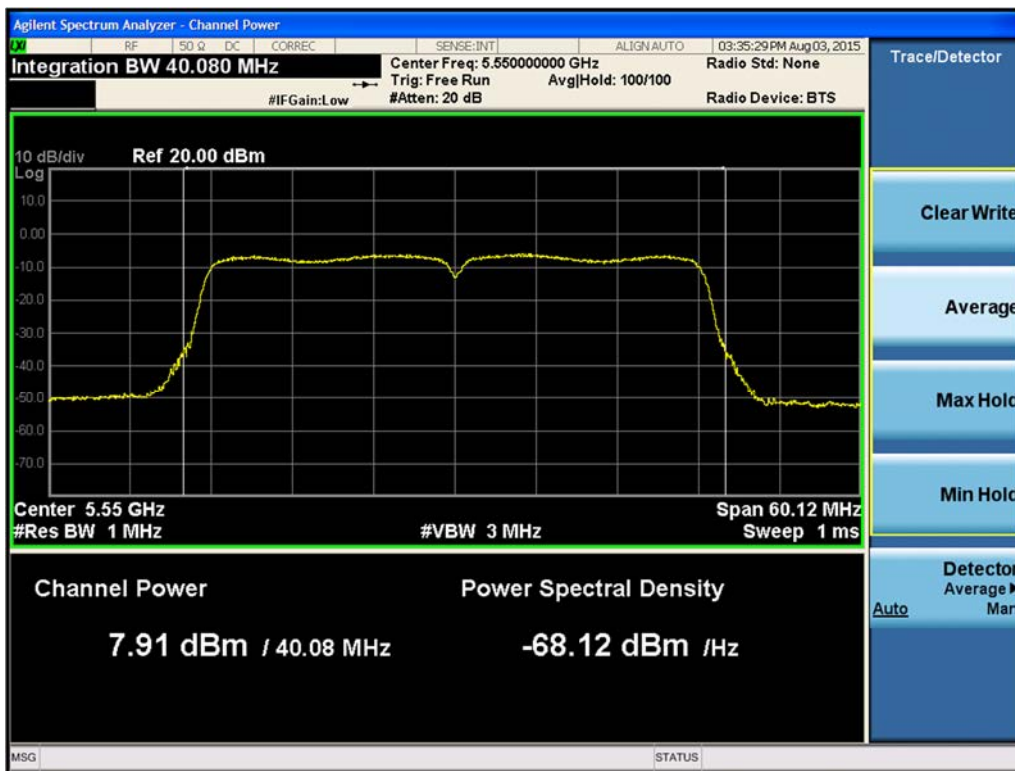 Agilent Spectrum Analyzer - Channel Power
LXI RF 50 Ω DC CORREC SENSE:INT ALIGN AUTO 03:35:29 PM Aug 03, 2015
Integration BW 40.080 MHz Center Freq: 5.550000000 GHz Radio Std: None
Trig: Free Run Avg|Hold: 100/100
#IFGain:Low #Atten: 20 dB Radio Device: BTS
Trace/Detector
10 dB/div Ref 20.00 dBm
Log
10.0
0.00
-10.0
-20.0
-30.0
-40.0
-50.0
-60.0
-70.0
Center 5.55 GHz Span 60.12 MHz
#Res BW 1 MHz #VBW 3 MHz Sweep 1 ms
Clear Write
Average
Max Hold
Min Hold
Detector
Average
Auto Man
Channel Power Power Spectral Density
7.91 dBm / 40.08 MHz -68.12 dBm /Hz
MSG STATUS